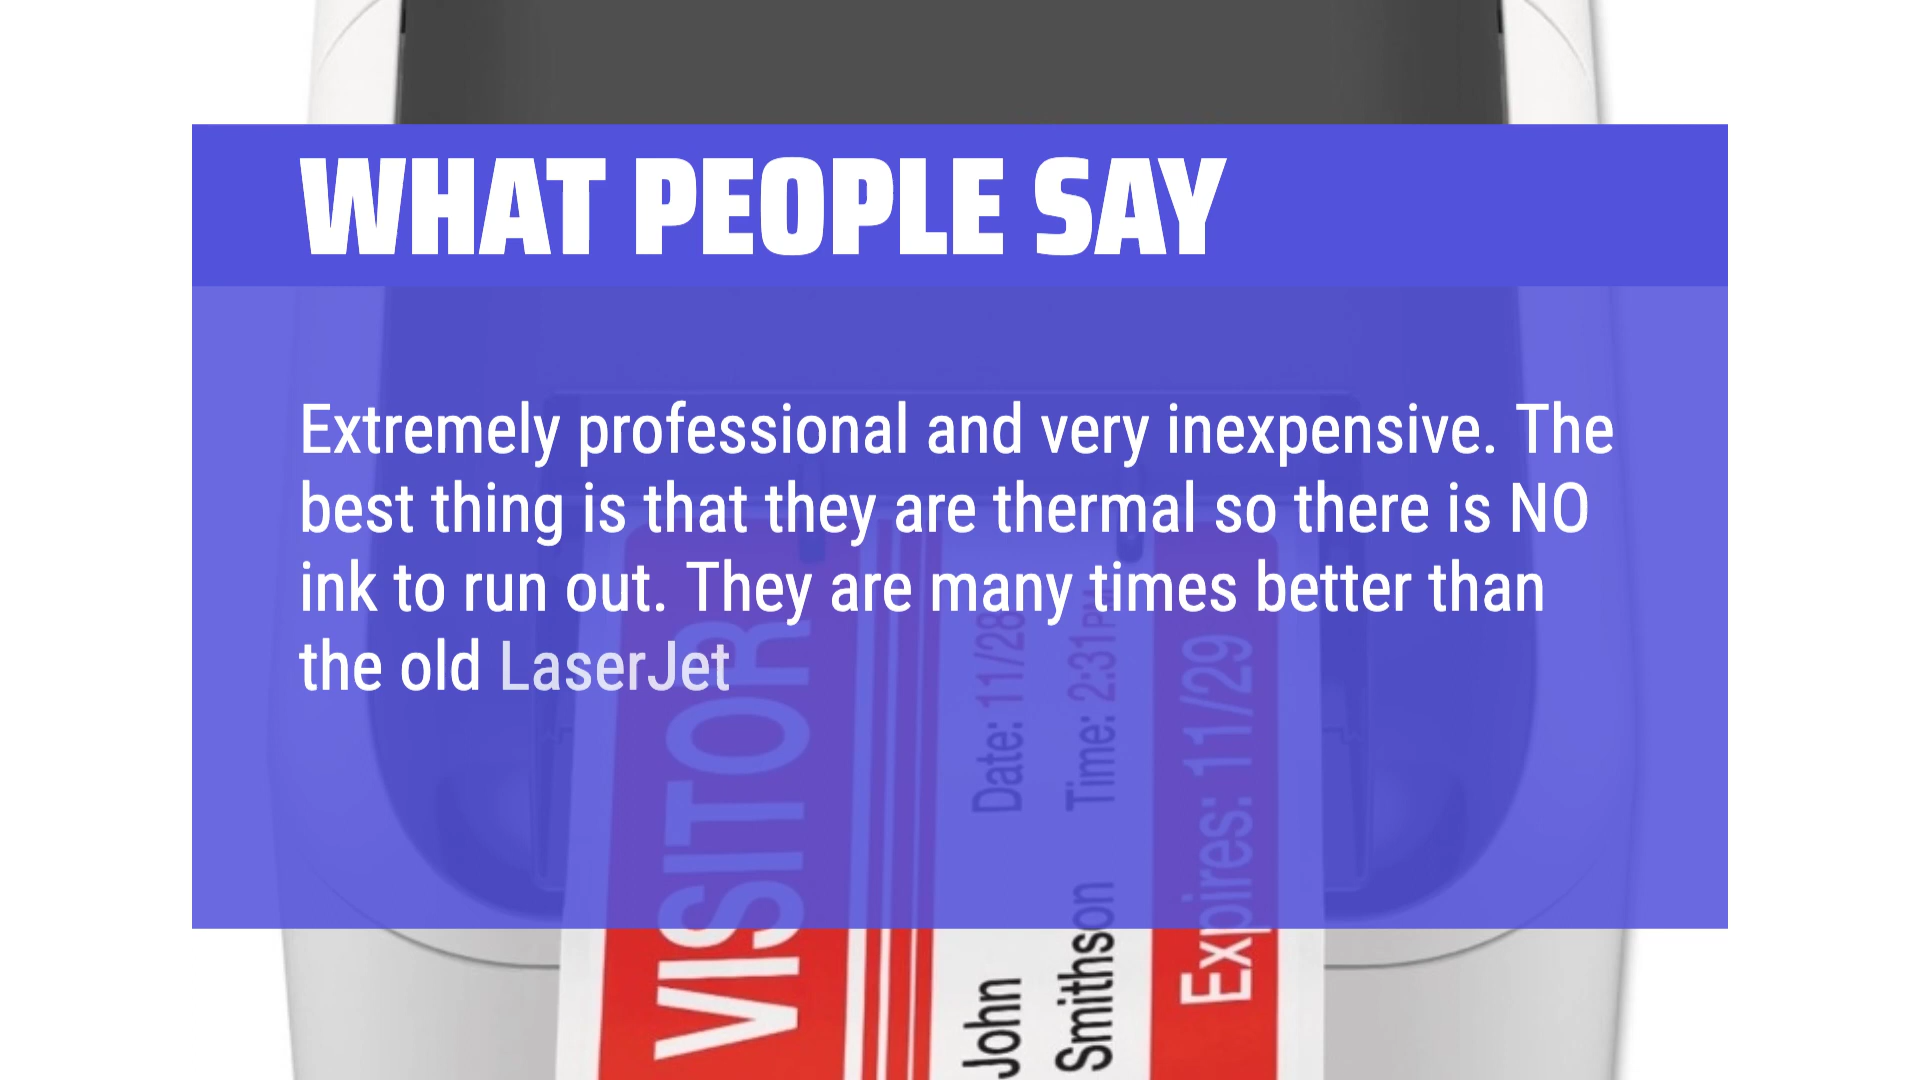 WHAT PEOPLE SAY
Extremely professional and very inexpensive. The
best thing is that they are thermal so there is NO
ink to run out. They are many times better than
the old LaserJet
VISITOR
Date: 11/28
Time: 2:31PM
John
Smithson
Expires: 11/29